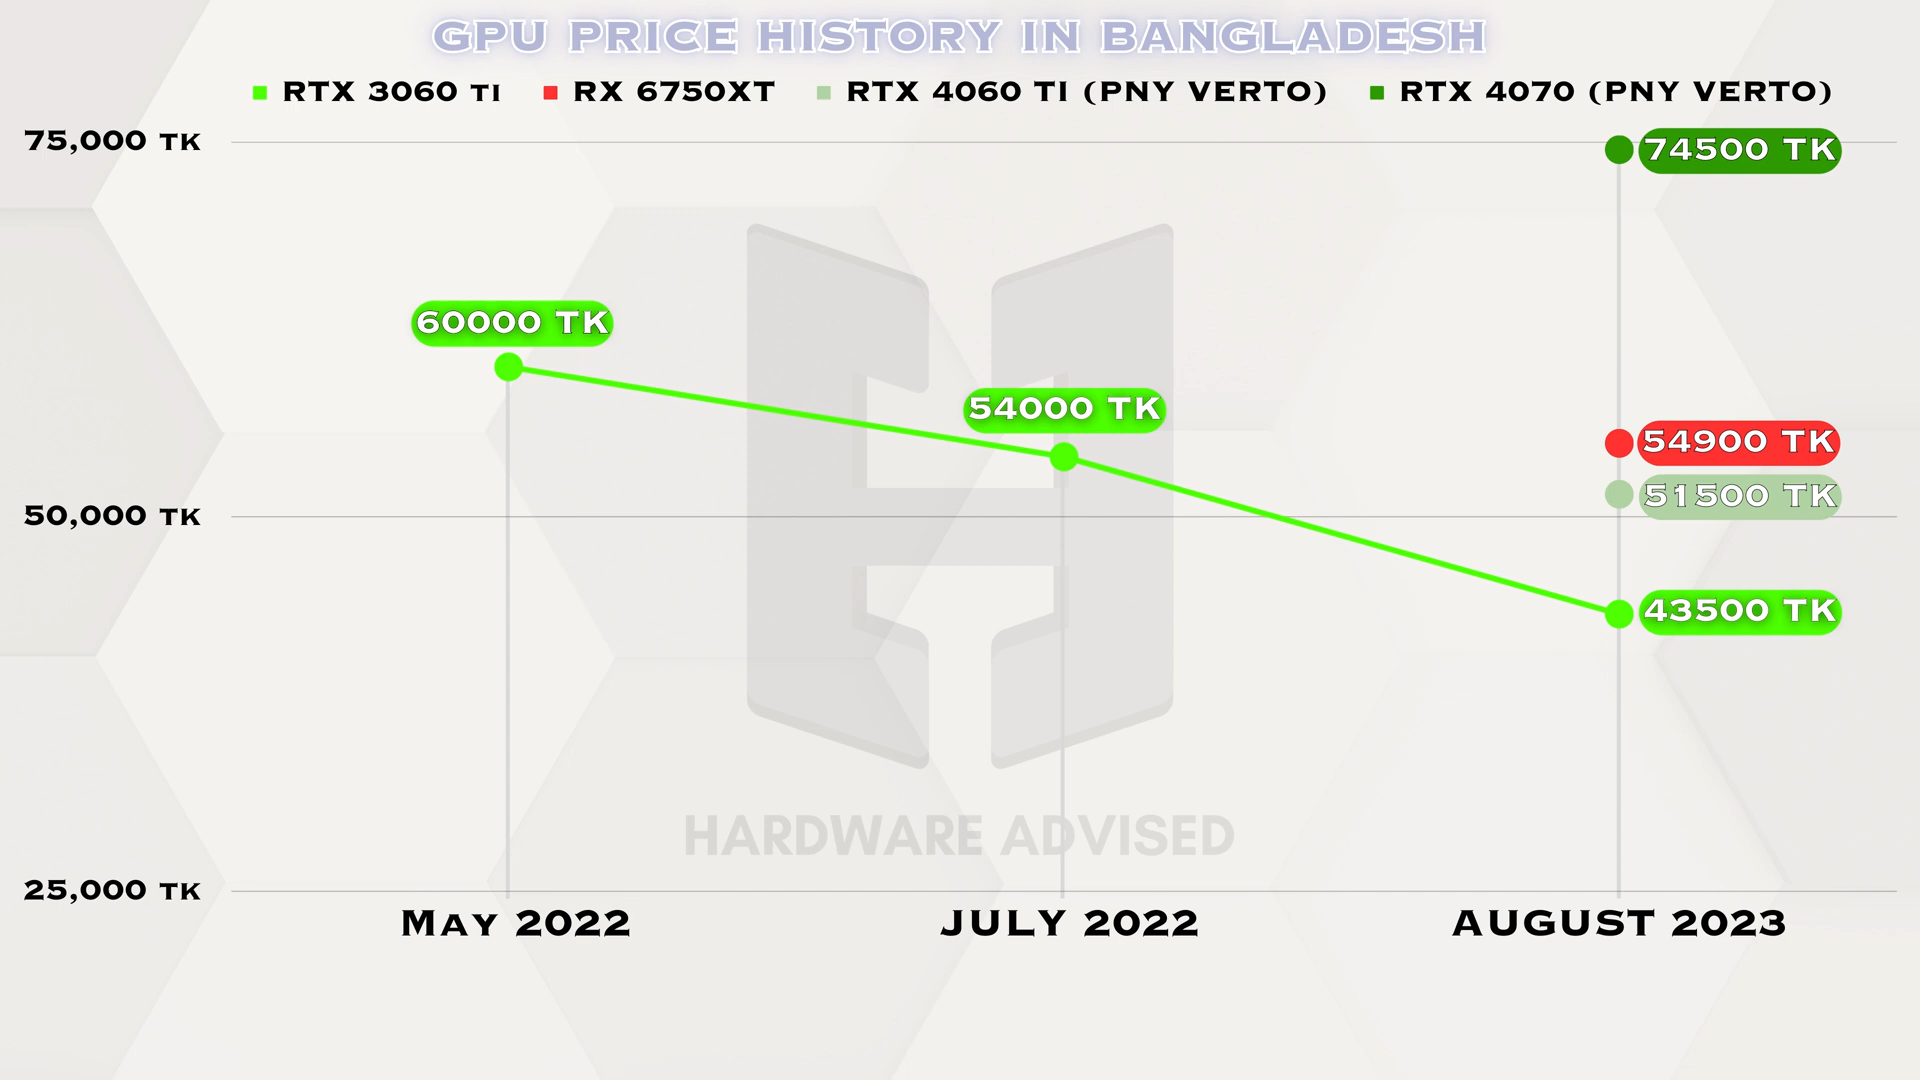 GPU PRICE HISTORY IN BANGLADESH
RTX 3060 TI RX 6750XT RTX 4060 TI (PNY VERTO) RTX 4070 (PNY VERTO)
75,000 TK
74500 TK
60000 TK
54000 TK
54900 TK
51500 TK
50,000 TK
43500 TK
HARDWARE ADVISED
25,000 TK
MAY 2022 JULY 2022 AUGUST 2023